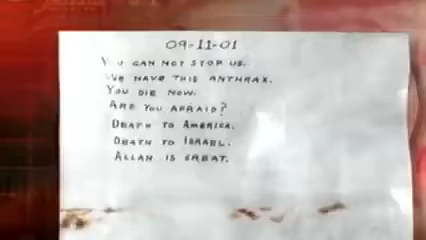 09-11-01
YOU CAN NOT STOP US.
WE HAVE THIS ANTHRAX.
YOU DIE NOW.
ARE YOU AFRAID?
DEATH TO AMERICA.
DEATH TO ISRAEL.
ALLAH IS GREAT.